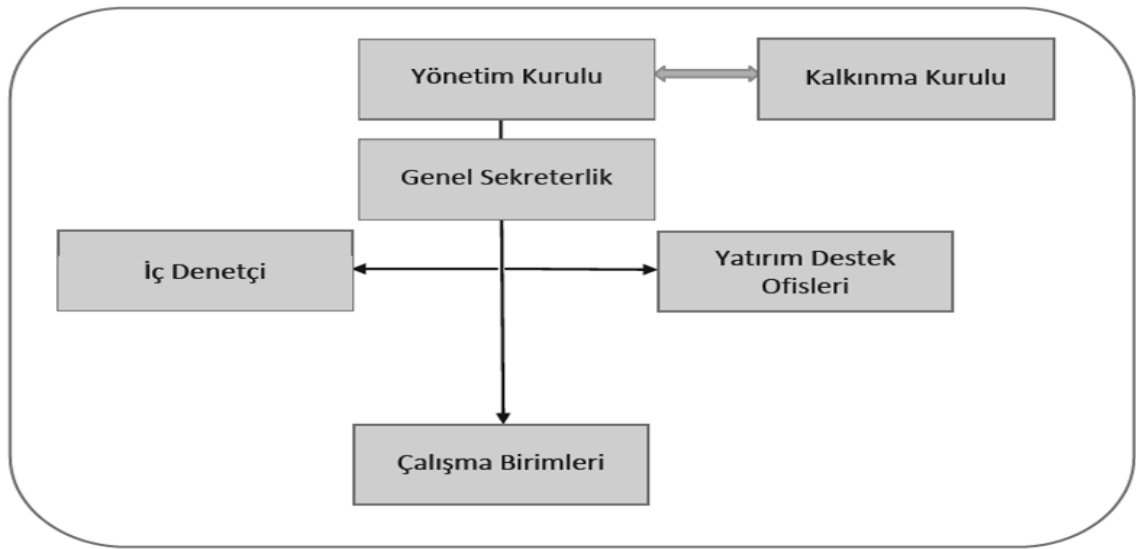 Yönetim Kurulu
Kalkınma Kurulu
Genel Sekreterlik
İç Denetçi
Yatırım Destek
Ofisleri
Çalışma Birimleri